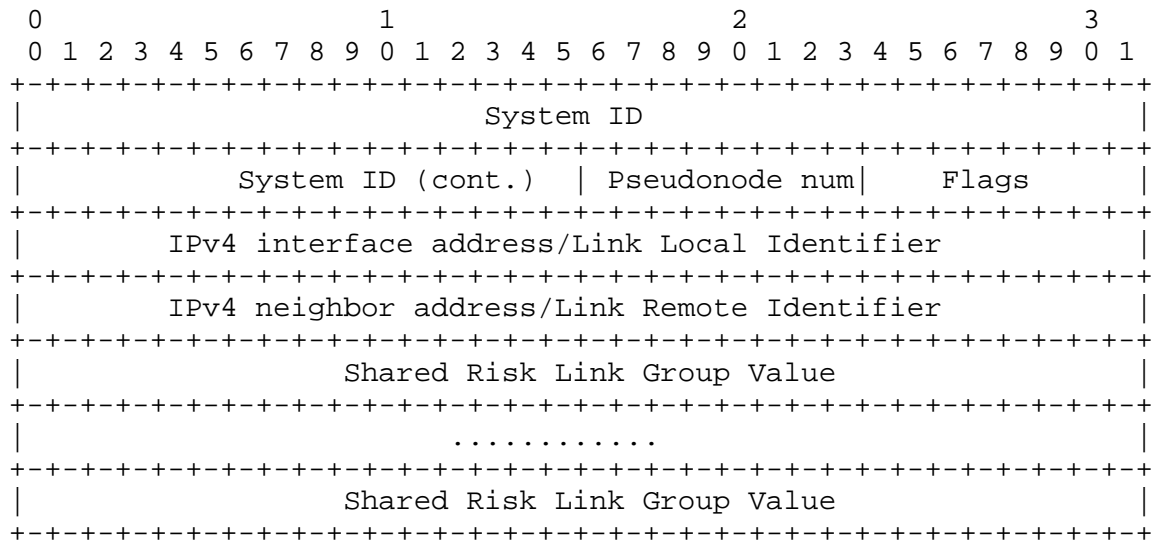 0                   1                   2                   3
 0 1 2 3 4 5 6 7 8 9 0 1 2 3 4 5 6 7 8 9 0 1 2 3 4 5 6 7 8 9 0 1
+-+-+-+-+-+-+-+-+-+-+-+-+-+-+-+-+-+-+-+-+-+-+-+-+-+-+-+-+-+-+-+-+
|                          System ID                            |
+-+-+-+-+-+-+-+-+-+-+-+-+-+-+-+-+-+-+-+-+-+-+-+-+-+-+-+-+-+-+-+-+
|            System ID (cont.)  | Pseudonode num|    Flags      |
+-+-+-+-+-+-+-+-+-+-+-+-+-+-+-+-+-+-+-+-+-+-+-+-+-+-+-+-+-+-+-+-+
|        IPv4 interface address/Link Local Identifier           |
+-+-+-+-+-+-+-+-+-+-+-+-+-+-+-+-+-+-+-+-+-+-+-+-+-+-+-+-+-+-+-+-+
|        IPv4 neighbor address/Link Remote Identifier           |
+-+-+-+-+-+-+-+-+-+-+-+-+-+-+-+-+-+-+-+-+-+-+-+-+-+-+-+-+-+-+-+-+
|                  Shared Risk Link Group Value                 |
+-+-+-+-+-+-+-+-+-+-+-+-+-+-+-+-+-+-+-+-+-+-+-+-+-+-+-+-+-+-+-+-+
|                        ............                           |
+-+-+-+-+-+-+-+-+-+-+-+-+-+-+-+-+-+-+-+-+-+-+-+-+-+-+-+-+-+-+-+-+
|                  Shared Risk Link Group Value                 |
+-+-+-+-+-+-+-+-+-+-+-+-+-+-+-+-+-+-+-+-+-+-+-+-+-+-+-+-+-+-+-+-+